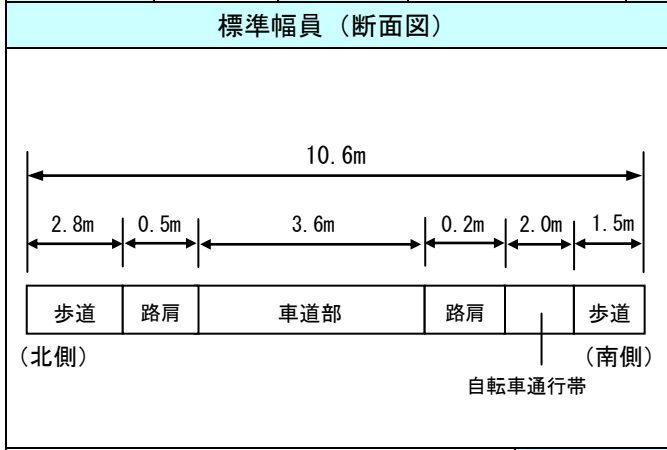 標準幅員（断面図）
10.6m
2.8m 0.5m 3.6m 0.2m 2.0m 1.5m
歩道 路肩 車道部 路肩 歩道
（北側） （南側）
自転車通行帯